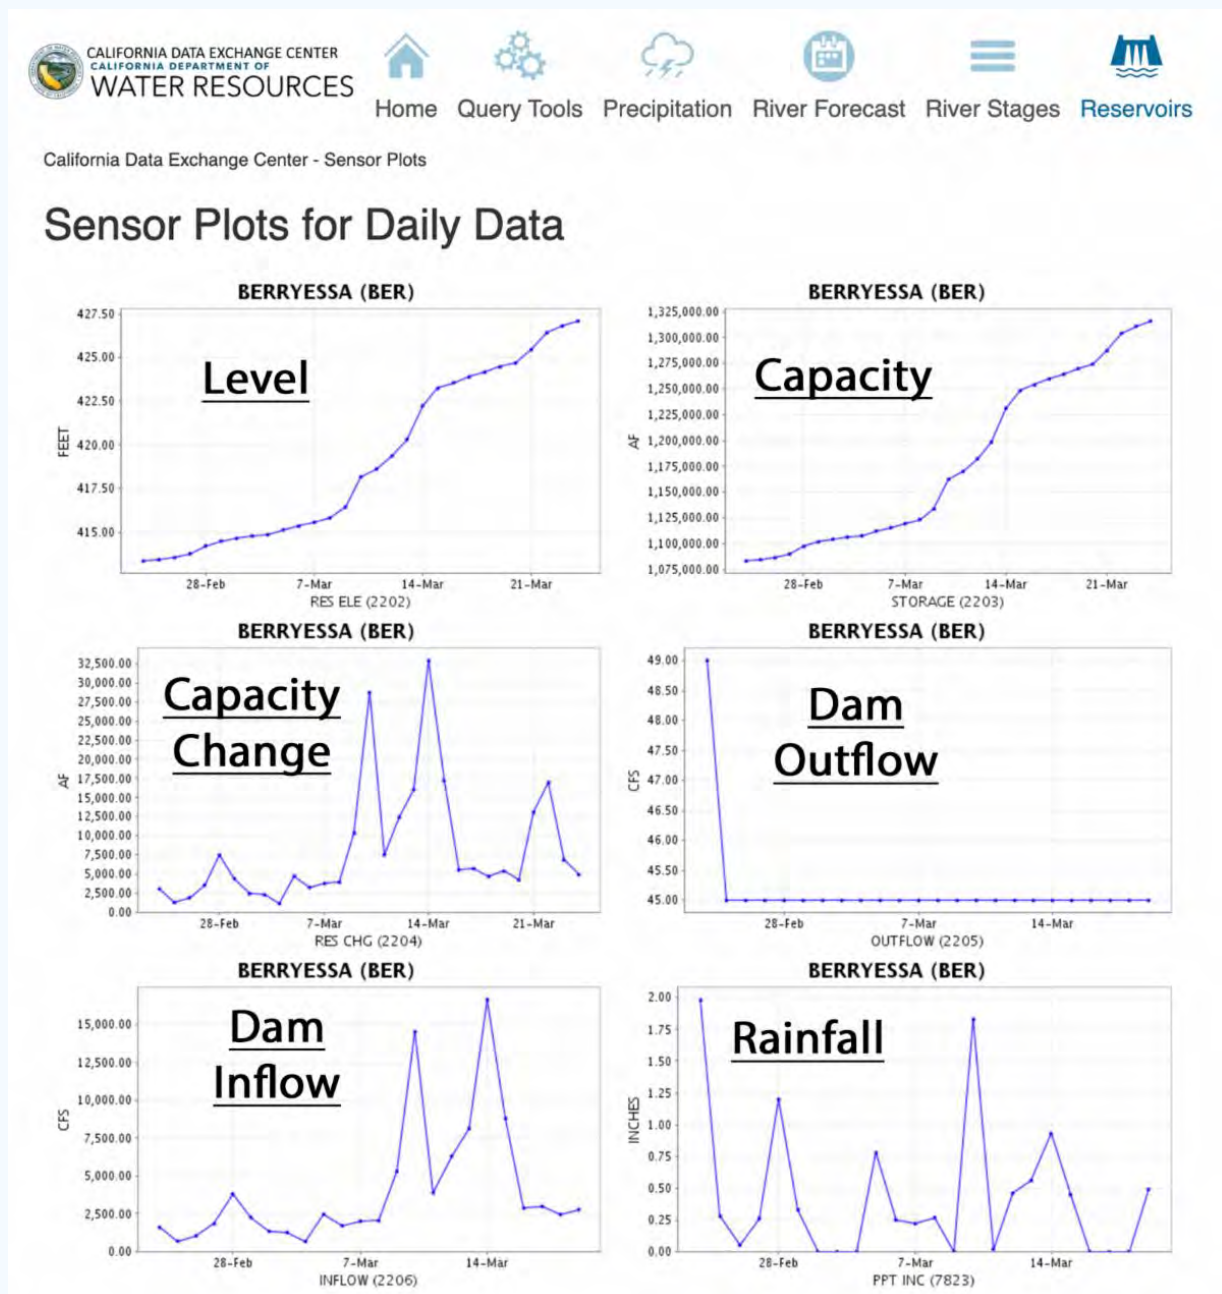 CALIFORNIA DATA EXCHANGE CENTER
CALIFORNIA DEPARTMENT OF
WATER RESOURCES
Home Query Tools Precipitation River Forecast River Stages Reservoirs
California Data Exchange Center - Sensor Plots
Sensor Plots for Daily Data
BERRYESSA (BER)
Level
FEET
427.50
425.00
422.50
420.00
417.50
415.00
28-Feb 7-Mar 14-Mar 21-Mar
RES ELE (2202)
BERRYESSA (BER)
Capacity
AF
1,325,000.00
1,300,000.00
1,275,000.00
1,250,000.00
1,225,000.00
1,200,000.00
1,175,000.00
1,150,000.00
1,125,000.00
1,100,000.00
1,075,000.00
28-Feb 7-Mar 14-Mar 21-Mar
STORAGE (2203)
BERRYESSA (BER)
Capacity
Change
AF
32,500.00
30,000.00
27,500.00
25,000.00
22,500.00
20,000.00
17,500.00
15,000.00
12,500.00
10,000.00
7,500.00
5,000.00
2,500.00
0.00
28-Feb 7-Mar 14-Mar 21-Mar
RES CHG (2204)
BERRYESSA (BER)
Dam
Outflow
CFS
49.00
48.50
48.00
47.50
47.00
46.50
46.00
45.50
45.00
28-Feb 7-Mar 14-Mar
OUTFLOW (2205)
BERRYESSA (BER)
Dam
Inflow
CFS
15,000.00
12,500.00
10,000.00
7,500.00
5,000.00
2,500.00
0.00
28-Feb 7-Mar 14-Mar
INFLOW (2206)
BERRYESSA (BER)
Rainfall
INCHES
2.00
1.75
1.50
1.25
1.00
0.75
0.50
0.25
0.00
28-Feb 7-Mar 14-Mar
PPT INC (7823)